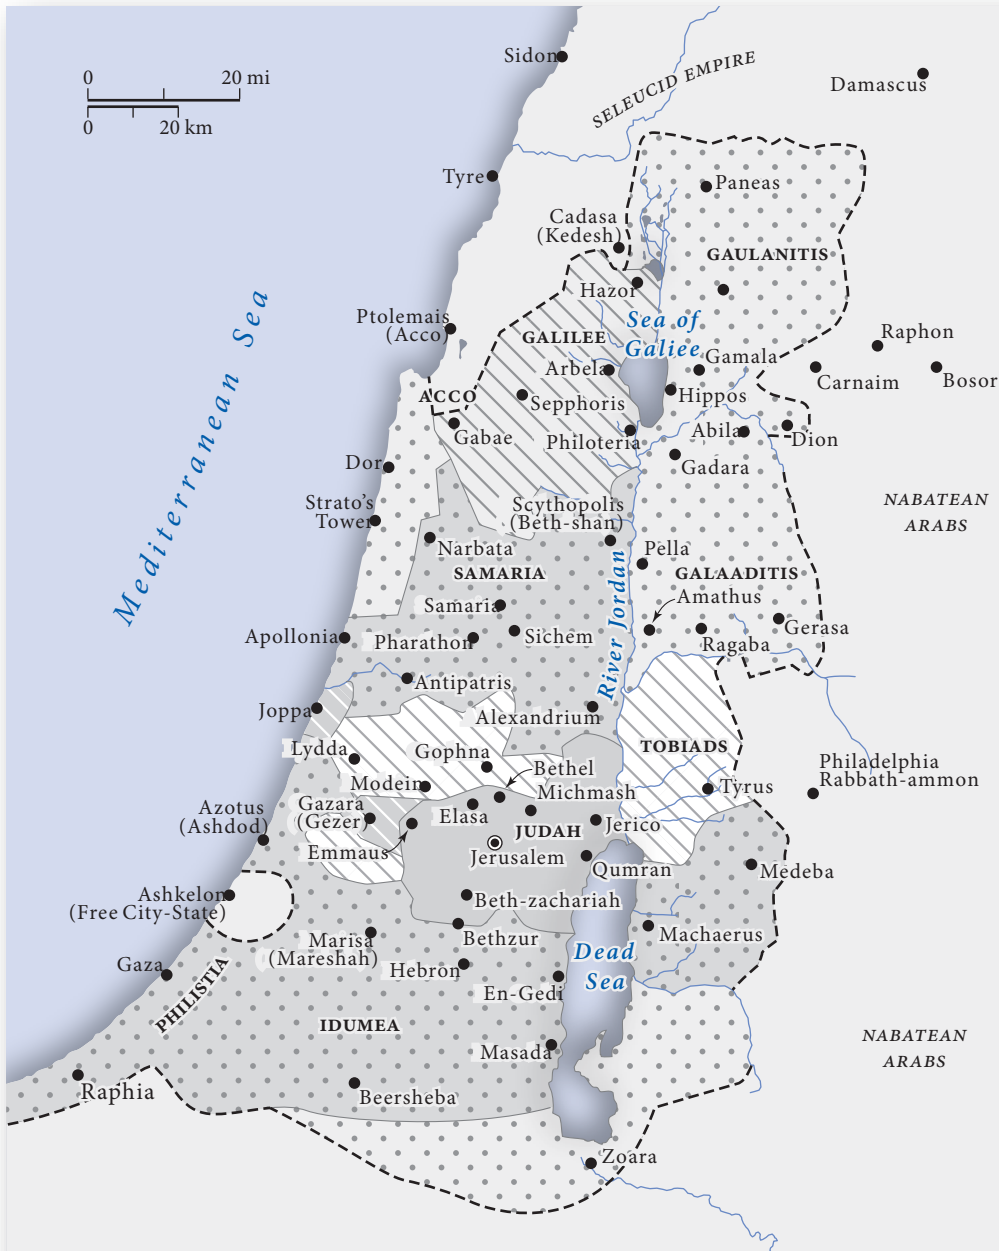 Sidon
0 20 mi
0 20 km
SELEUCID EMPIRE
Damascus
Tyre
Paneas
Cadasa
(Kedesh)
GAULANITIS
Hazor
Mediterranean Sea
Ptolemais
(Acco)
Sea of
Galiee
GALILEE
Raphon
Gamala
Arbela
Carnaim
Bosor
ACCO
Sepphoris
Hippos
Gabae
Philoteria
Abila
Dion
Dor
Gadara
Strato's
Tower
Scythopolis
(Beth-shan)
NABATEAN
ARABS
Narbata
Pella
SAMARIA
GALAADITIS
River Jordan
Amathus
Samaria
Apollonia
Pharathon
Sichem
Ragaba
Gerasa
Antipatris
Joppa
Alexandrium
Lydda
Gophna
TOBIADS
Bethel
Philadelphia
Rabbath-ammon
Modein
Michmash
Tyrus
Azotus
(Ashdod)
Gazara
(Gezer)
Elasa
JUDAH
Jerico
Emmaus
Jerusalem
Qumran
Medeba
Ashkelon
(Free City-State)
Beth-zachariah
Marisa
(Mareshah)
Bethzur
Machaerus
Dead
Sea
Gaza
Hebron
En-Gedi
PHILISTIA
IDUMEA
NABATEAN
ARABS
Masada
Raphia
Beersheba
Zoara